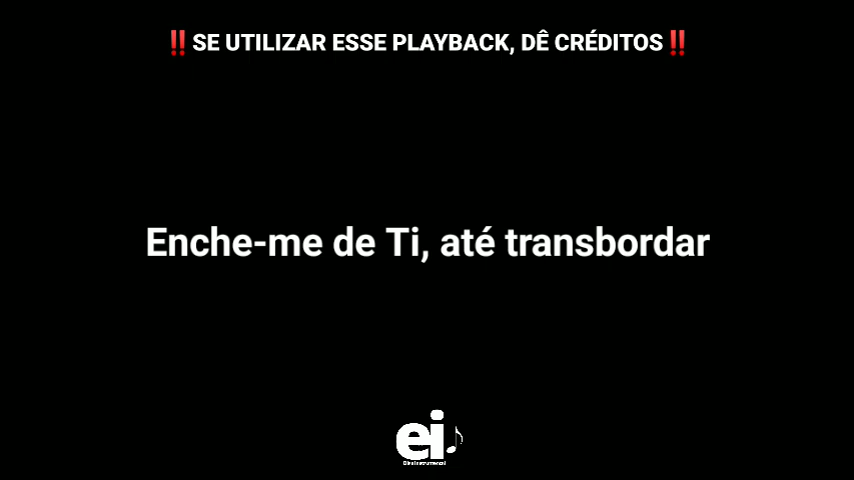 ‼️SE UTILIZAR ESSE PLAYBACK, DÊ CRÉDITOS‼️
Enche-me de Ti, até transbordar
ei